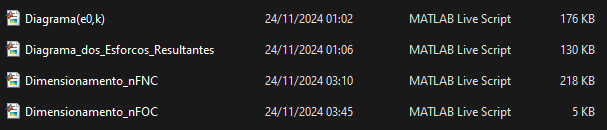 Diagrama(e0,k) 24/11/2024 01:02 MATLAB Live Script 176 KB
Diagrama_dos_Esforcos_Resultantes 24/11/2024 01:06 MATLAB Live Script 130 KB
Dimensionamento_nFNC 24/11/2024 03:10 MATLAB Live Script 218 KB
Dimensionamento_nFOC 24/11/2024 03:45 MATLAB Live Script 5 KB